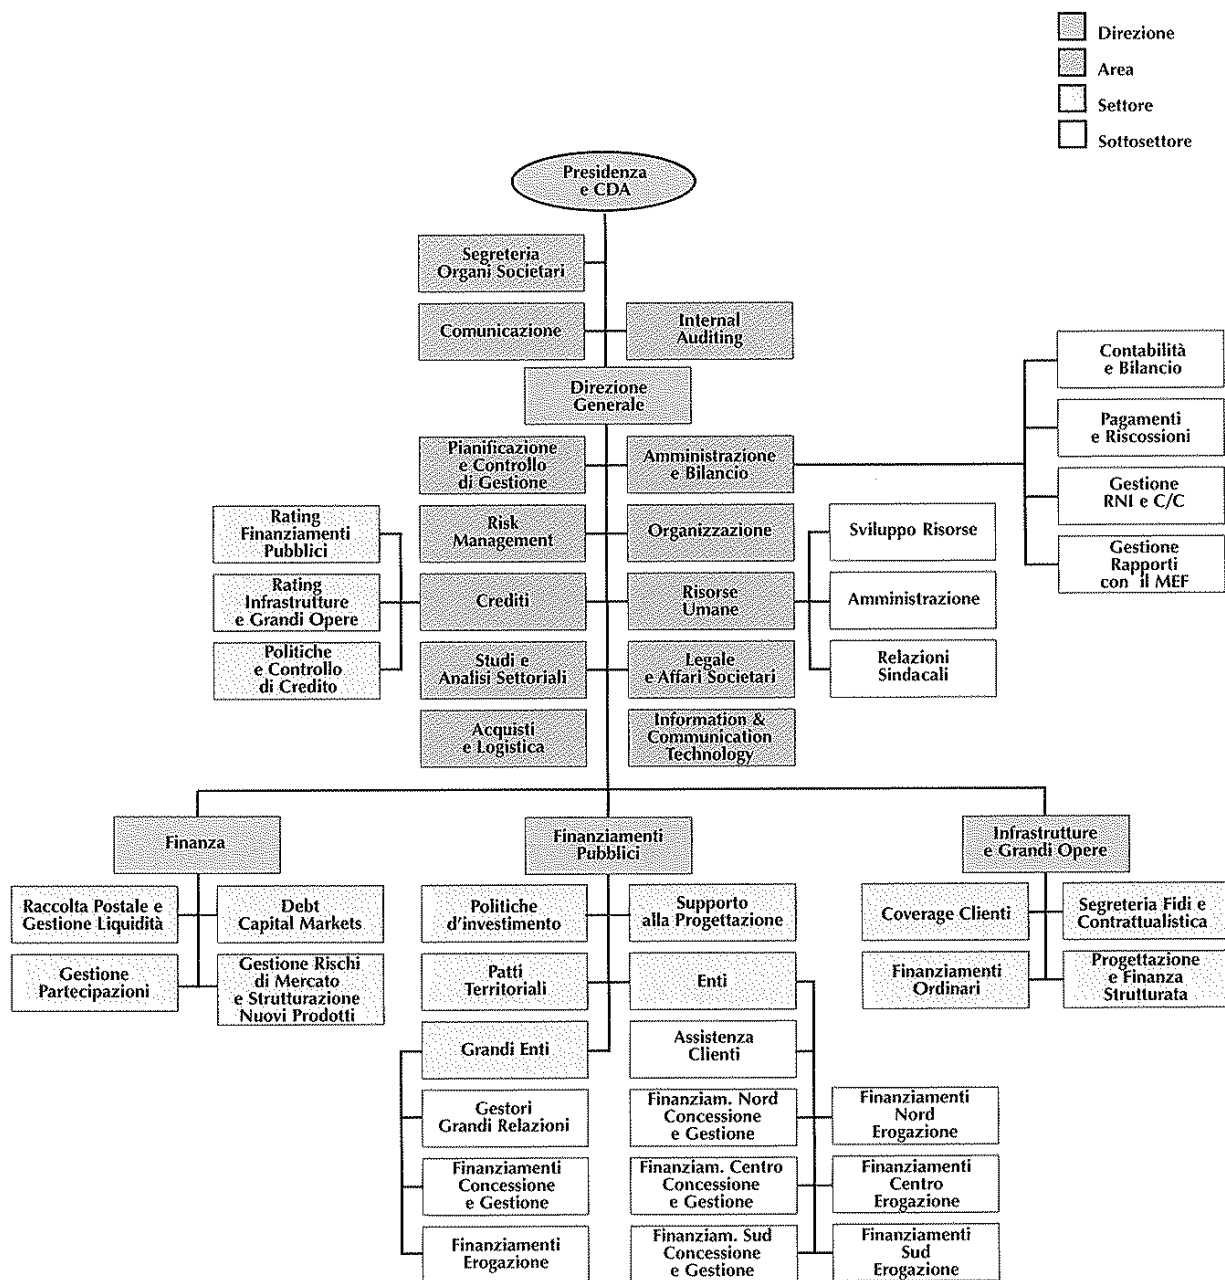 Direzione
Area
Settore
Sottosettore
Presidenza
e CDA
Segreteria
Organi Societari
Comunicazione
Internal
Auditing
Direzione
Generale
Contabilità
e Bilancio
Pagamenti
e Riscossioni
Gestione
RNI e C/C
Gestione
Rapporti
con il MEF
Pianificazione
e Controllo
di Gestione
Amministrazione
e Bilancio
Rating
Finanziamenti
Pubblici
Risk
Management
Organizzazione
Sviluppo Risorse
Rating
Infrastrutture
e Grandi Opere
Crediti
Risorse
Umane
Amministrazione
Politiche
e Controllo
di Credito
Studi e
Analisi Settoriali
Legale
e Affari Societari
Relazioni
Sindacali
Acquisti
e Logistica
Information &
Communication
Technology
Finanza
Finanziamenti
Pubblici
Infrastrutture
e Grandi Opere
Raccolta Postale e
Gestione Liquidità
Debt
Capital Markets
Gestione
Partecipazioni
Gestione Rischi
di Mercato
e Strutturazione
Nuovi Prodotti
Politiche
d'investimento
Supporto
alla Progettazione
Patti
Territoriali
Enti
Grandi Enti
Assistenza
Clienti
Gestori
Grandi Relazioni
Finanziam. Nord
Concessione
e Gestione
Finanziamenti
Nord
Erogazione
Finanziamenti
Concessione
e Gestione
Finanziam. Centro
Concessione
e Gestione
Finanziamenti
Centro
Erogazione
Finanziamenti
Erogazione
Finanziam. Sud
Concessione
e Gestione
Finanziamenti
Sud
Erogazione
Coverage Clienti
Segreteria Fidi e
Contrattualistica
Finanziamenti
Ordinari
Progettazione
e Finanza
Strutturata